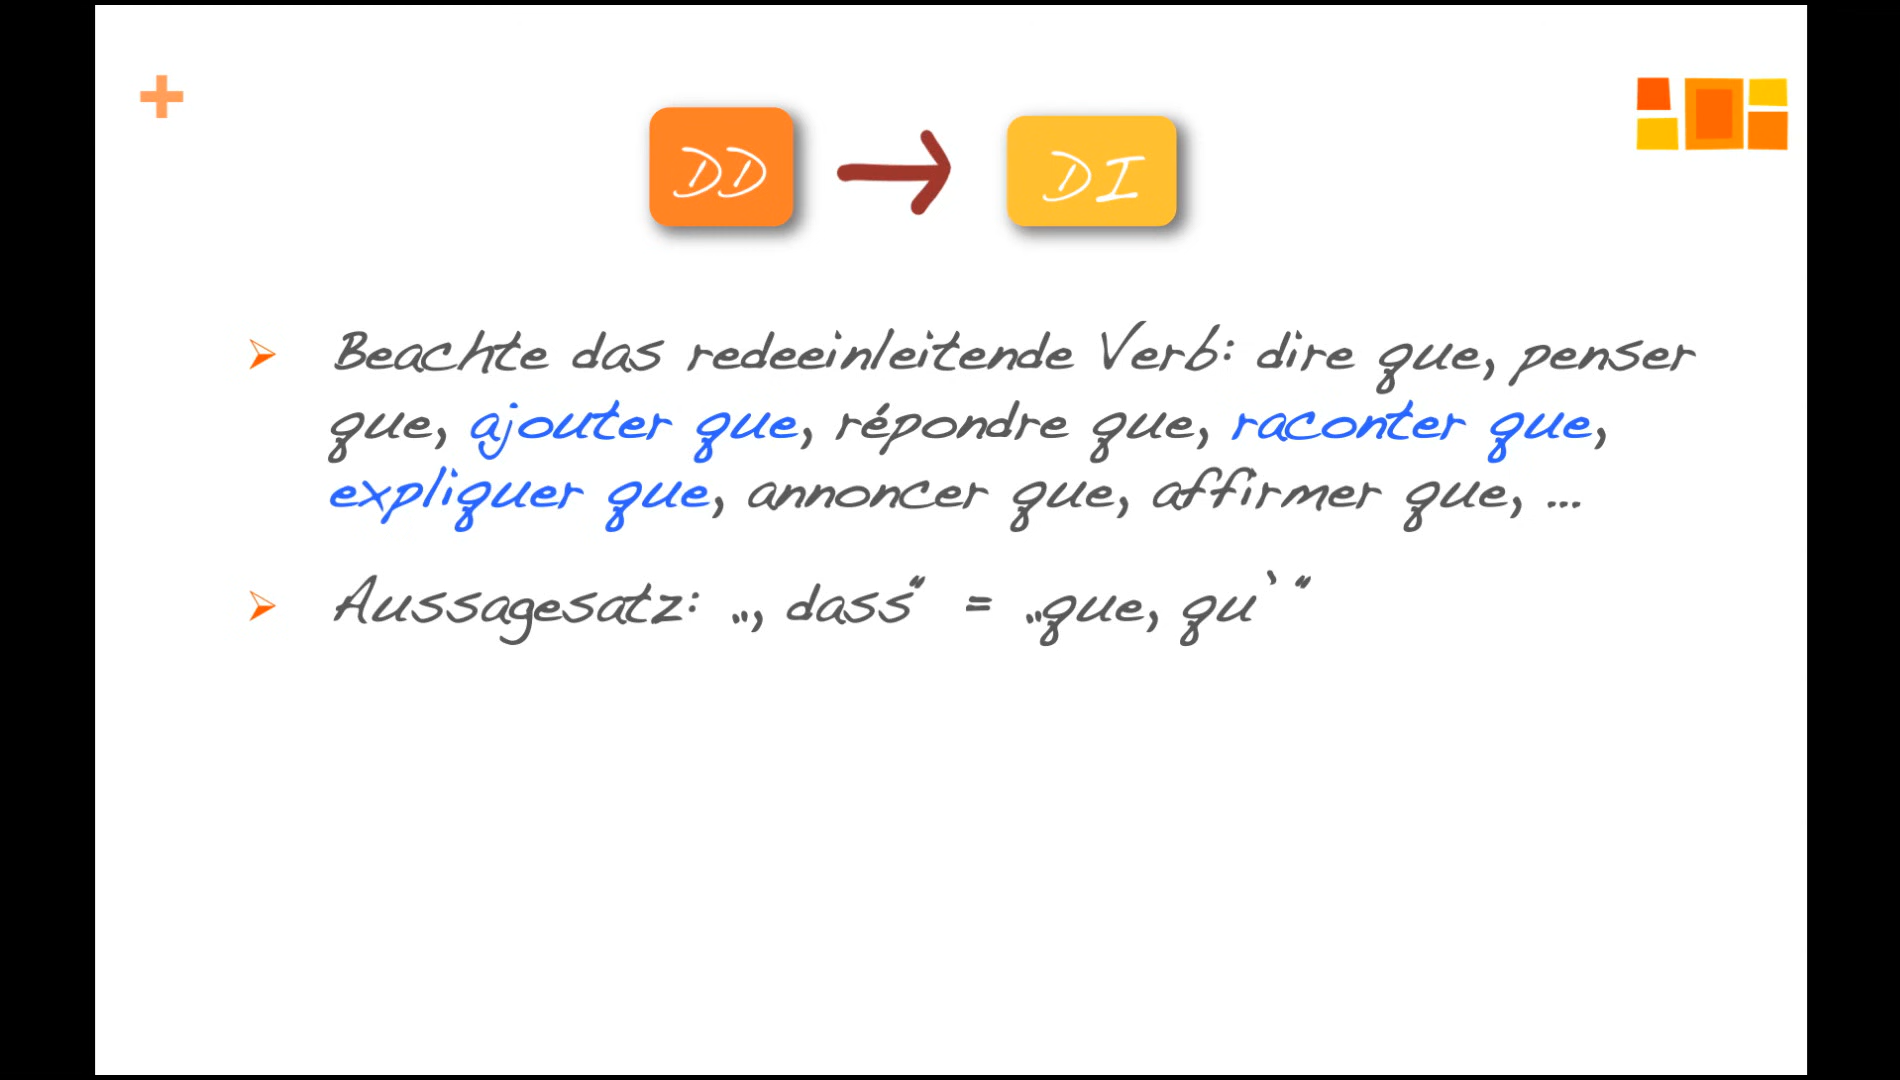 DD DI
Beachte das redeeinleitende Verb: dire que, penser
que, ajouter que, répondre que, raconter que,
expliquer que, annoncer que, affirmer que, ...
Aussagesatz: „, dass“ = „que, qu`“